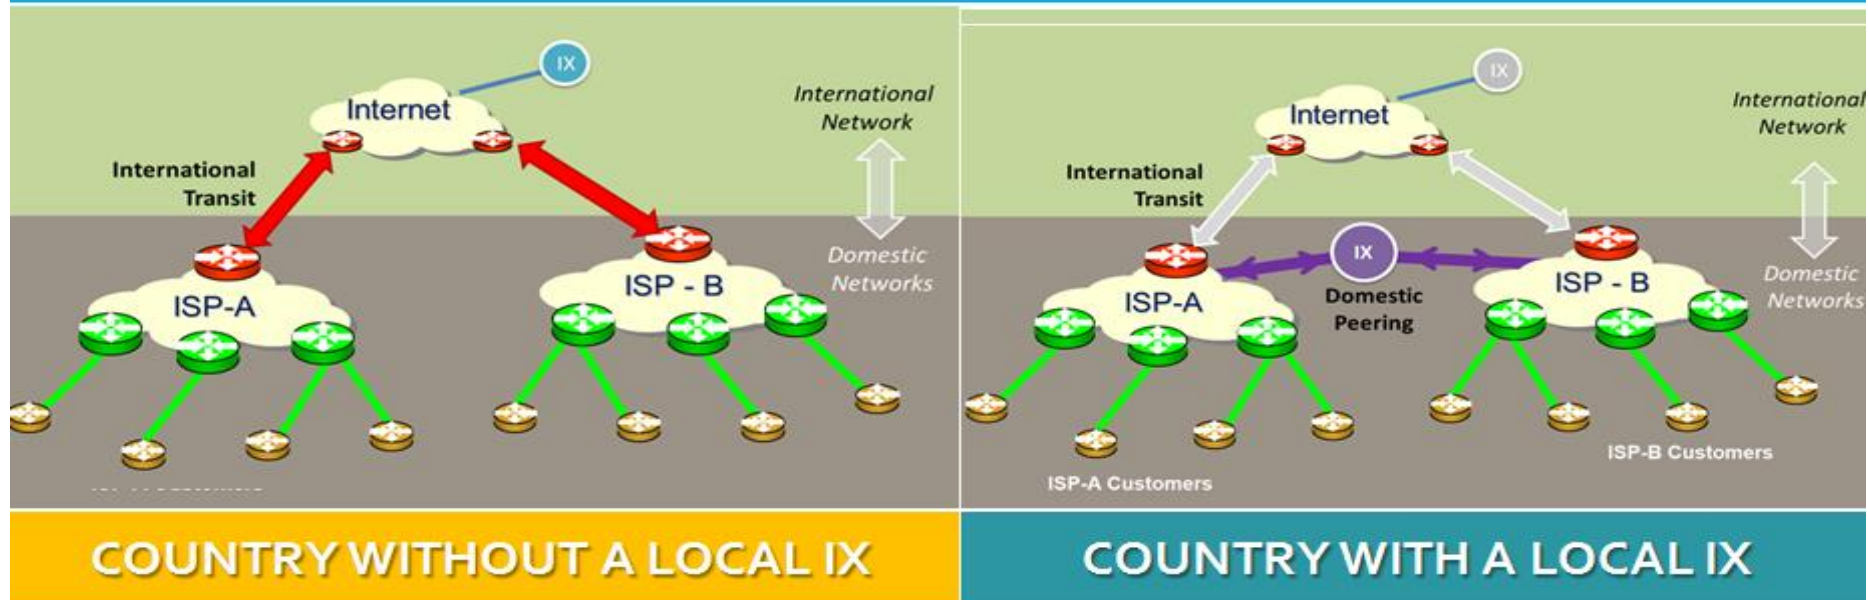 IX
Internet
International
Network
International
Transit
Domestic
Networks
ISP-A
ISP - B
COUNTRY WITHOUT A LOCAL IX
IX
Internet
International
Network
International
Transit
IX
Domestic
Peering
Domestic
Networks
ISP-A
ISP - B
ISP-B Customers
ISP-A Customers
COUNTRY WITH A LOCAL IX